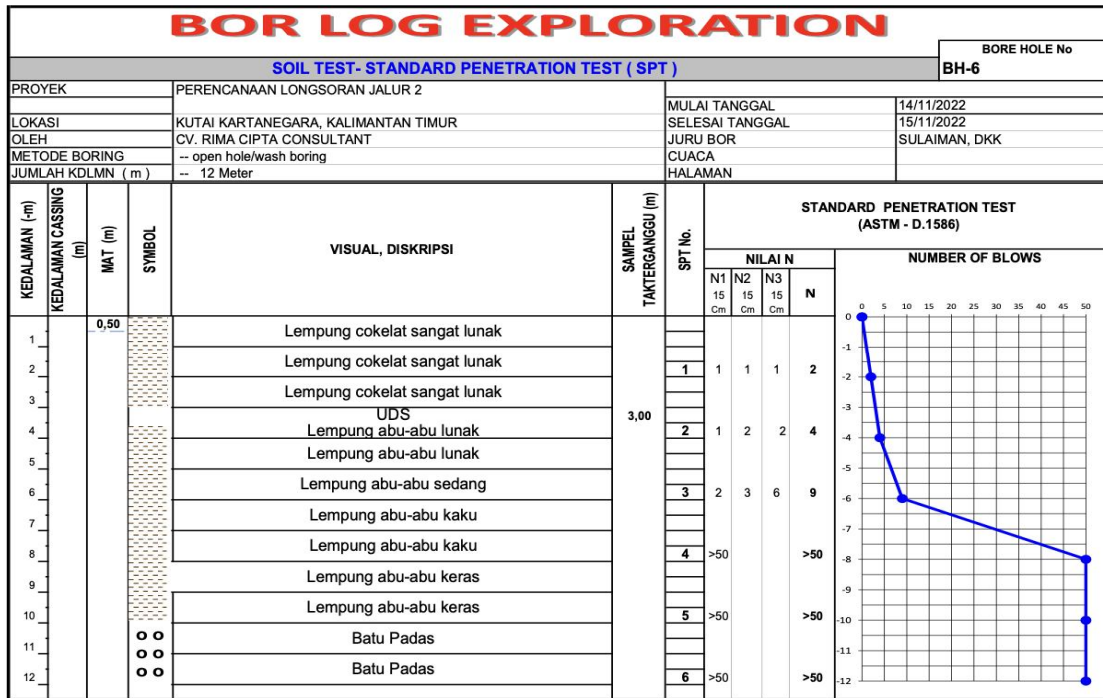 BOR LOG EXPLORATION
BORE HOLE No
SOIL TEST- STANDARD PENETRATION TEST ( SPT )
BH-6
PROYEK PERENCANAAN LONGSORAN JALUR 2
MULAI TANGGAL 14/11/2022
LOKASI KUTAI KARTANEGARA, KALIMANTAN TIMUR SELESAI TANGGAL 15/11/2022
OLEH CV. RIMA CIPTA CONSULTANT JURU BOR SULAIMAN, DKK
METODE BORING -- open hole/wash boring CUACA
JUMLAH KDLMN ( m ) -- 12 Meter HALAMAN
KEDALAMAN (-m)
KEDALAMAN CASSING (m)
MAT (m)
SYMBOL
VISUAL, DISKRIPSI
SAMPEL TAKTERGANGGU (m)
SPT No.
STANDARD PENETRATION TEST
(ASTM - D.1586)
NILAI N
NUMBER OF BLOWS
N1 N2 N3 N
15 15 15
Cm Cm Cm
0 5 10 15 20 25 30 35 40 45 50
0,50
1 Lempung cokelat sangat lunak
2 Lempung cokelat sangat lunak 1 1 1 1 2
3 Lempung cokelat sangat lunak
UDS 3,00
4 Lempung abu-abu lunak 2 1 2 2 4
5 Lempung abu-abu lunak
6 Lempung abu-abu sedang 3 2 3 6 9
7 Lempung abu-abu kaku
8 Lempung abu-abu kaku 4 >50 >50
9 Lempung abu-abu keras
10 Lempung abu-abu keras 5 >50 >50
11 Batu Padas
12 Batu Padas 6 >50 >50
0
-1
-2
-3
-4
-5
-6
-7
-8
-9
-10
-11
-12